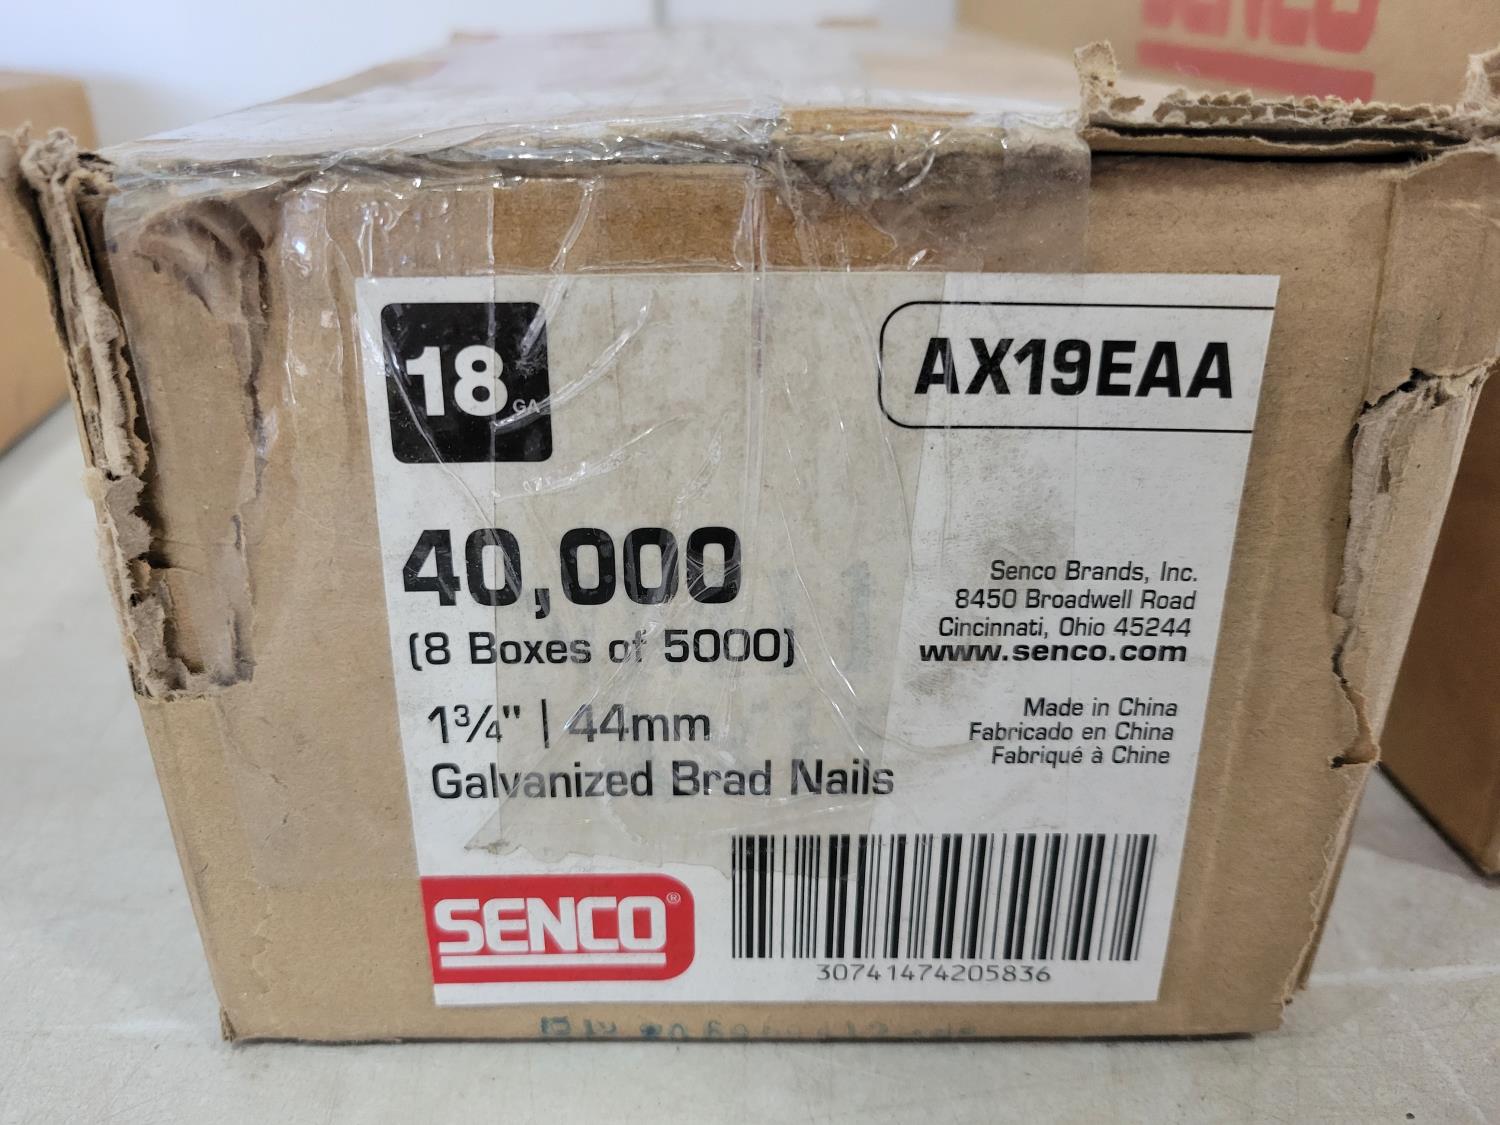 SENCO
18 GA
AX19EAA
40,000
(8 Boxes of 5000)
1¾" | 44mm
Galvanized Brad Nails
Senco Brands, Inc.
8450 Broadwell Road
Cincinnati, Ohio 45244
www.senco.com
Made in China
Fabricado en China
Fabriqué à Chine
SENCO®
30741474205836